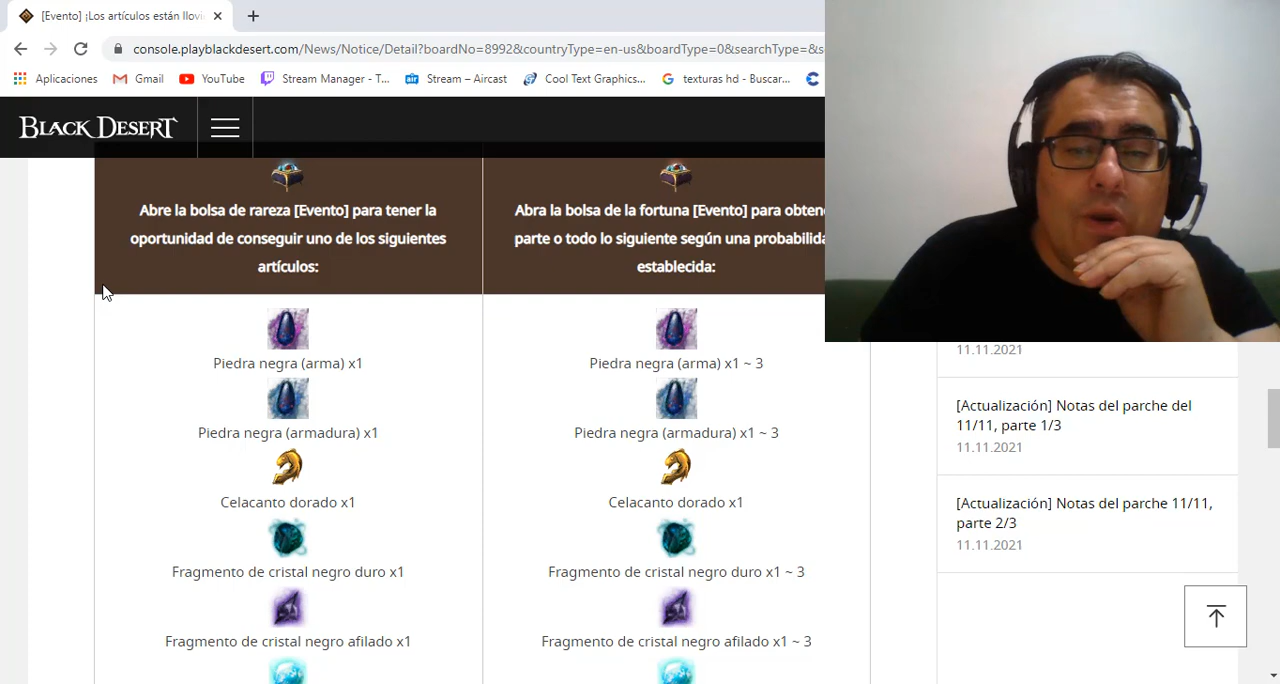 [Evento] ¡Los artículos están llovi
console.playblackdesert.com/News/Notice/Detail?boardNo=8992&countryType=en-us&boardType=0&searchType=&s
Aplicaciones
Gmail
YouTube
Stream Manager - T...
air
Stream – Aircast
Cool Text Graphics...
texturas hd - Buscar...
BLACK DESERT
Abre la bolsa de rareza [Evento] para tener la
oportunidad de conseguir uno de los siguientes
artículos:
Piedra negra (arma) x1
Piedra negra (armadura) x1
Celacanto dorado x1
Fragmento de cristal negro duro x1
Fragmento de cristal negro afilado x1
Abra la bolsa de la fortuna [Evento] para obtene
parte o todo lo siguiente según una probabilida
establecida:
Piedra negra (arma) x1 ~ 3
Piedra negra (armadura) x1 ~ 3
Celacanto dorado x1
Fragmento de cristal negro duro x1 ~ 3
Fragmento de cristal negro afilado x1 ~ 3
11.11.2021
[Actualización] Notas del parche del
11/11, parte 1/3
11.11.2021
[Actualización] Notas del parche 11/11,
parte 2/3
11.11.2021